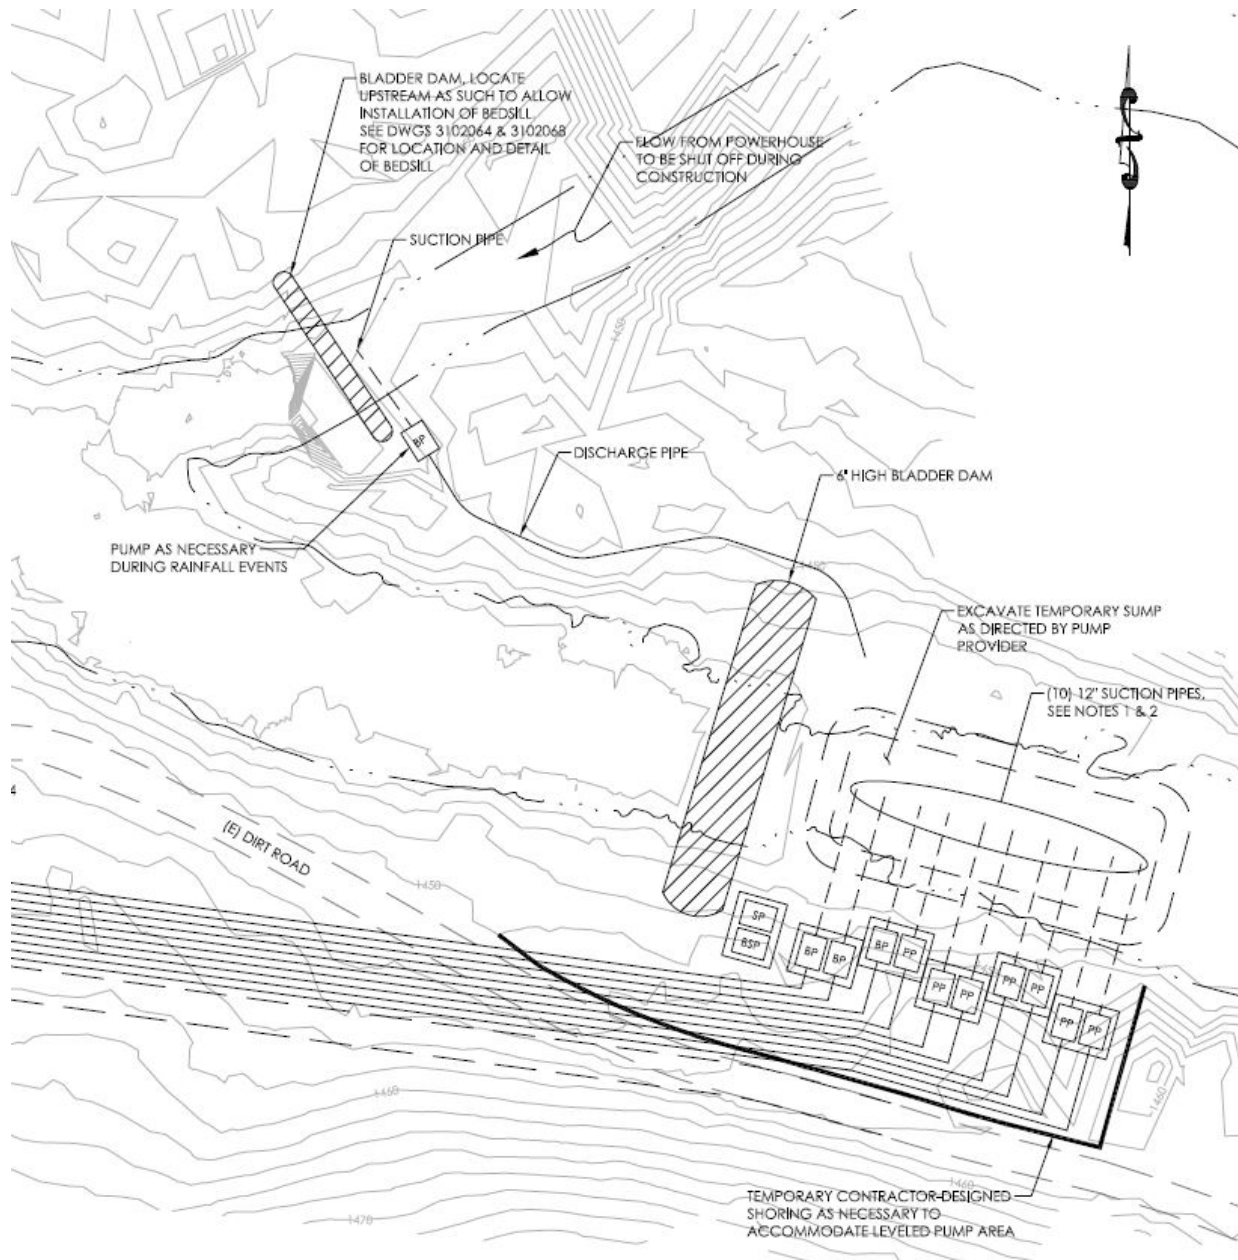 BLADDER DAM, LOCATE
UPSTREAM AS SUCH TO ALLOW
INSTALLATION OF BEDSILL
SEE DWGS 3102064 & 3102068
FOR LOCATION AND DETAIL
OF BEDSILL
FLOW FROM POWERHOUSE
TO BE SHUT OFF DURING
CONSTRUCTION
SUCTION PIPE
1450
BP
DISCHARGE PIPE
6' HIGH BLADDER DAM
PUMP AS NECESSARY
DURING RAINFALL EVENTS
1450
EXCAVATE TEMPORARY SUMP
AS DIRECTED BY PUMP
PROVIDER
(10) 12" SUCTION PIPES,
SEE NOTES 1 & 2
4
(E) DIRT ROAD
1450
SP
BSP
BP
BP
BP
PP
PP
PP
PP
PP
PP
PP
1460
1460
1460
1470
TEMPORARY CONTRACTOR-DESIGNED
SHORING AS NECESSARY TO
ACCOMMODATE LEVELED PUMP AREA